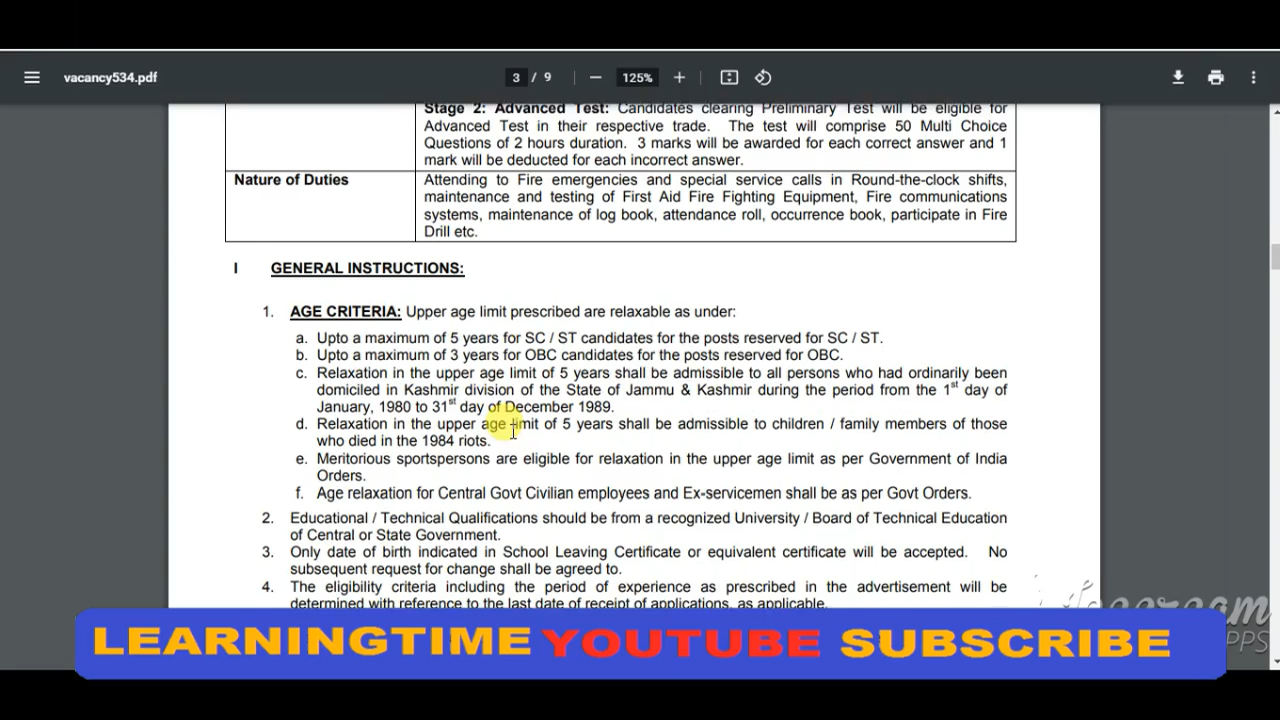 vacancy534.pdf
3 / 9
125%
Stage 2: Advanced Test: Candidates clearing Preliminary Test will be eligible for
Advanced Test in their respective trade. The test will comprise 50 Multi Choice
Questions of 2 hours duration. 3 marks will be awarded for each correct answer and 1
mark will be deducted for each incorrect answer.
Nature of Duties
Attending to Fire emergencies and special service calls in Round-the-clock shifts,
maintenance and testing of First Aid Fire Fighting Equipment, Fire communications
systems, maintenance of log book, attendance roll, occurrence book, participate in Fire
Drill etc.
I GENERAL INSTRUCTIONS:
1. AGE CRITERIA: Upper age limit prescribed are relaxable as under:
a. Upto a maximum of 5 years for SC / ST candidates for the posts reserved for SC / ST.
b. Upto a maximum of 3 years for OBC candidates for the posts reserved for OBC.
c. Relaxation in the upper age limit of 5 years shall be admissible to all persons who had ordinarily been
domiciled in Kashmir division of the State of Jammu & Kashmir during the period from the 1st day of
January, 1980 to 31st day of December 1989.
d. Relaxation in the upper age limit of 5 years shall be admissible to children / family members of those
who died in the 1984 riots.
e. Meritorious sportspersons are eligible for relaxation in the upper age limit as per Government of India
Orders.
f. Age relaxation for Central Govt Civilian employees and Ex-servicemen shall be as per Govt Orders.
2. Educational / Technical Qualifications should be from a recognized University / Board of Technical Education
of Central or State Government.
3. Only date of birth indicated in School Leaving Certificate or equivalent certificate will be accepted. No
subsequent request for change shall be agreed to.
4. The eligibility criteria including the period of experience as prescribed in the advertisement will be
determined with reference to the last date of receipt of applications, as applicable.
LEARNINGTIME YOUTUBE SUBSCRIBE